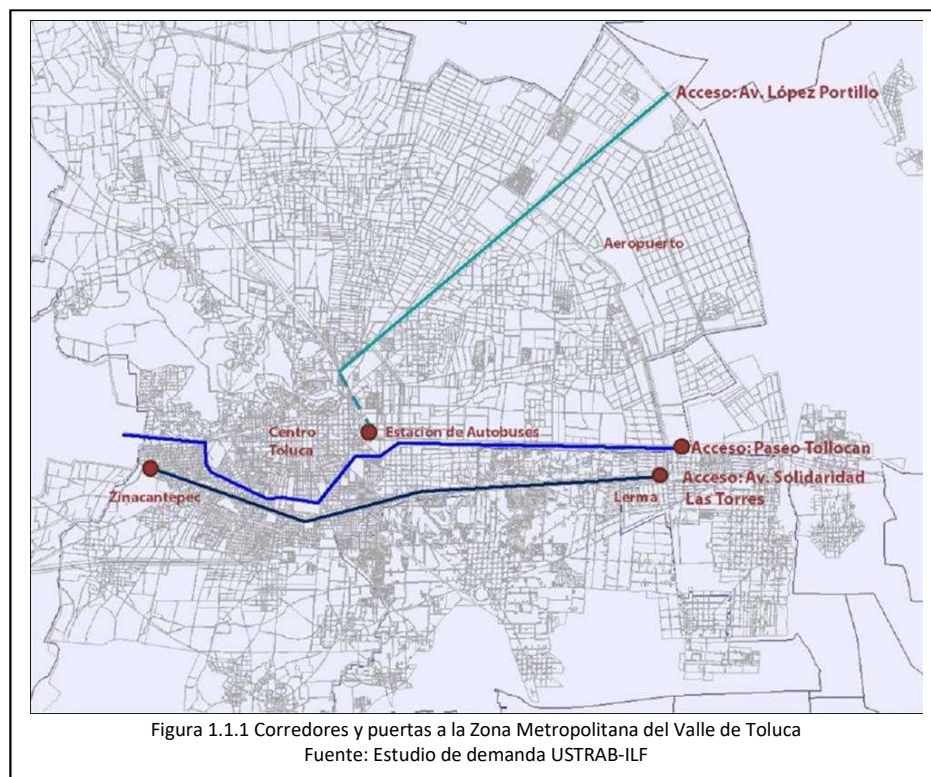 Acceso: Av. López Portillo
Aeropuerto
Centro
Toluca
Estación de Autobuses
Acceso: Paseo Tollocan
Zinacantepec
Lerma
Acceso: Av. Solidaridad
Las Torres
Figura 1.1.1 Corredores y puertas a la Zona Metropolitana del Valle de Toluca
Fuente: Estudio de demanda USTRAB-ILF